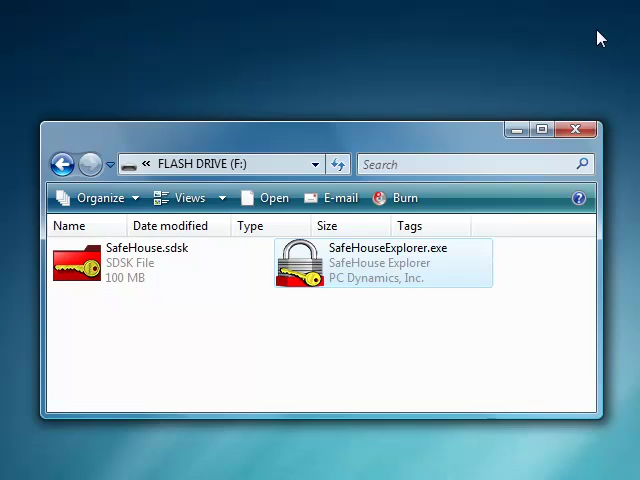 FLASH DRIVE (F:)
Search
Organize Views Open E-mail Burn
Name Date modified Type Size Tags
SafeHouse.sdsk
SDSK File
100 MB
SafeHouseExplorer.exe
SafeHouse Explorer
PC Dynamics, Inc.